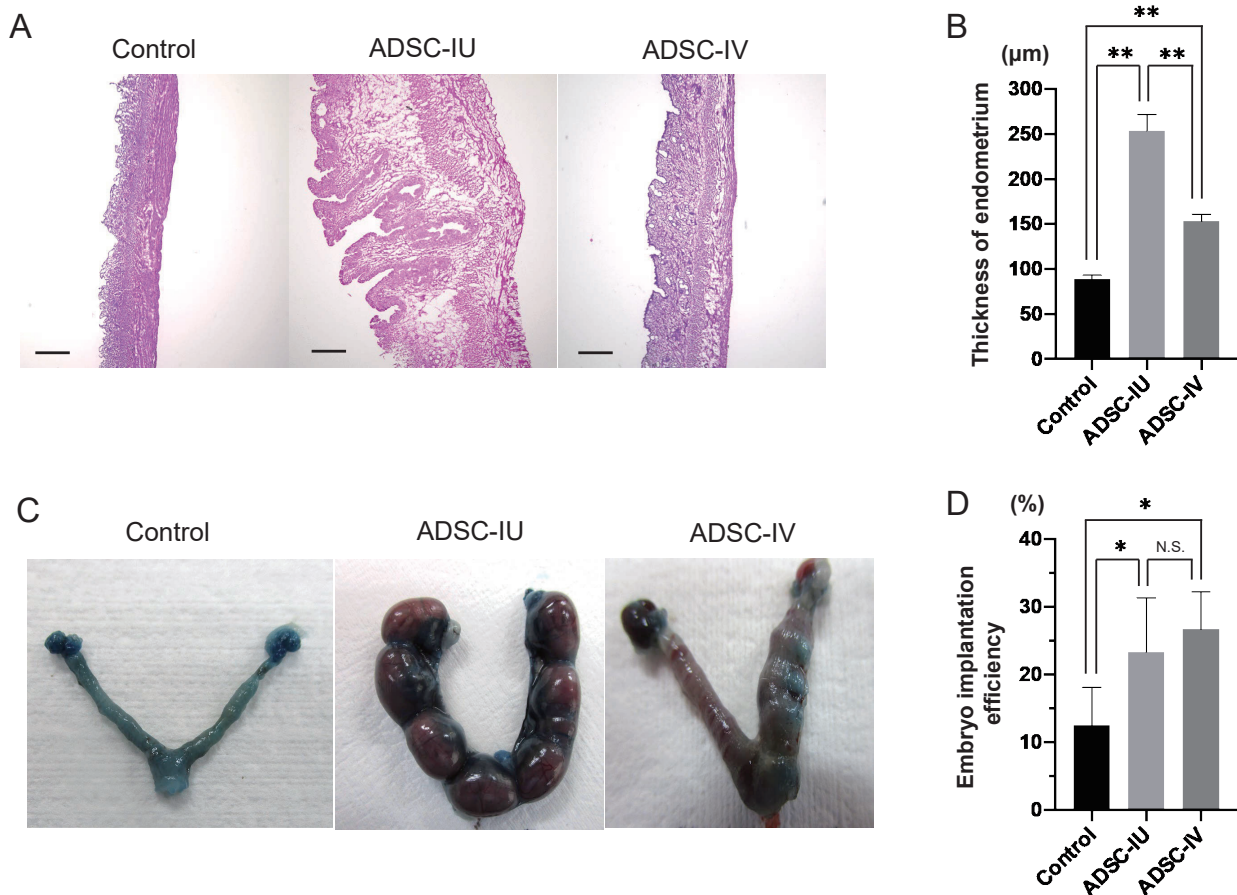 A
Control
ADSC-IU
ADSC-IV
B
(μm)
**
** **
Thickness of endometrium
300
250
200
150
100
50
0
Control
ADSC-IU
ADSC-IV
C
Control
ADSC-IU
ADSC-IV
D
(%)
*
* N.S.
Embryo implantation
efficiency
40
30
20
10
0
Control
ADSC-IU
ADSC-IV